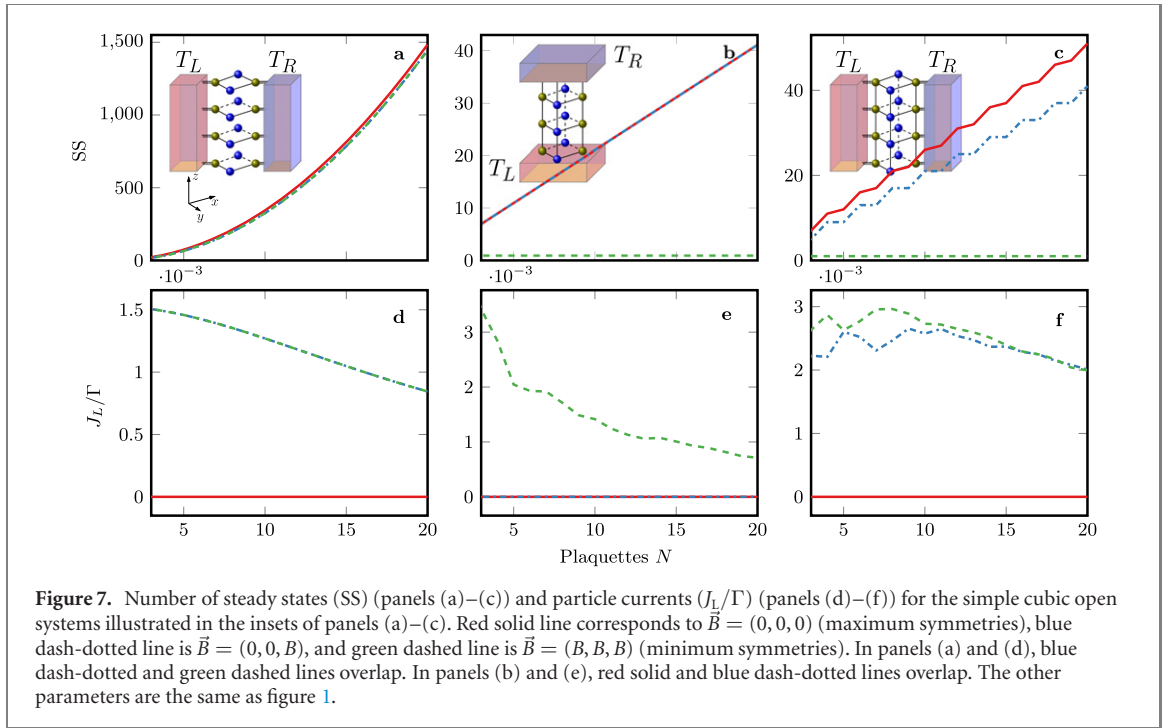 1,500
1,000
500
0
SS
a
T_L
T_R
z
x
y
40
30
20
10
0
b
T_R
T_L
40
20
0
c
T_L
T_R
·10⁻³
·10⁻³
·10⁻³
1.5
1
0.5
0
J_L/Γ
d
5
10
15
20
3
2
1
0
e
5
10
15
20
3
2
1
0
f
5
10
15
20
Plaquettes N
Figure 7. Number of steady states (SS) (panels (a)–(c)) and particle currents (J_L/Γ) (panels (d)–(f)) for the simple cubic open
systems illustrated in the insets of panels (a)–(c). Red solid line corresponds to B⃗ = (0, 0, 0) (maximum symmetries), blue
dash-dotted line is B⃗ = (0, 0, B), and green dashed line is B⃗ = (B, B, B) (minimum symmetries). In panels (a) and (d), blue
dash-dotted and green dashed lines overlap. In panels (b) and (e), red solid and blue dash-dotted lines overlap. The other
parameters are the same as figure 1.